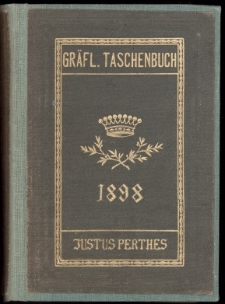 GRÄFL. TASCHENBUCH
1898
JUSTUS PERTHES